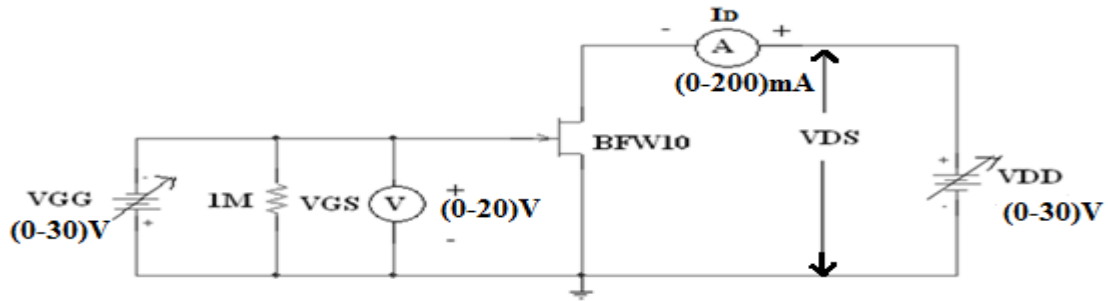 ID
- A +
(0-200)mA
BFW10
VDS
VGG
(0-30)V
-
+
1M
VGS
V
+
(0-20)V
-
+
VDD
(0-30)V
-